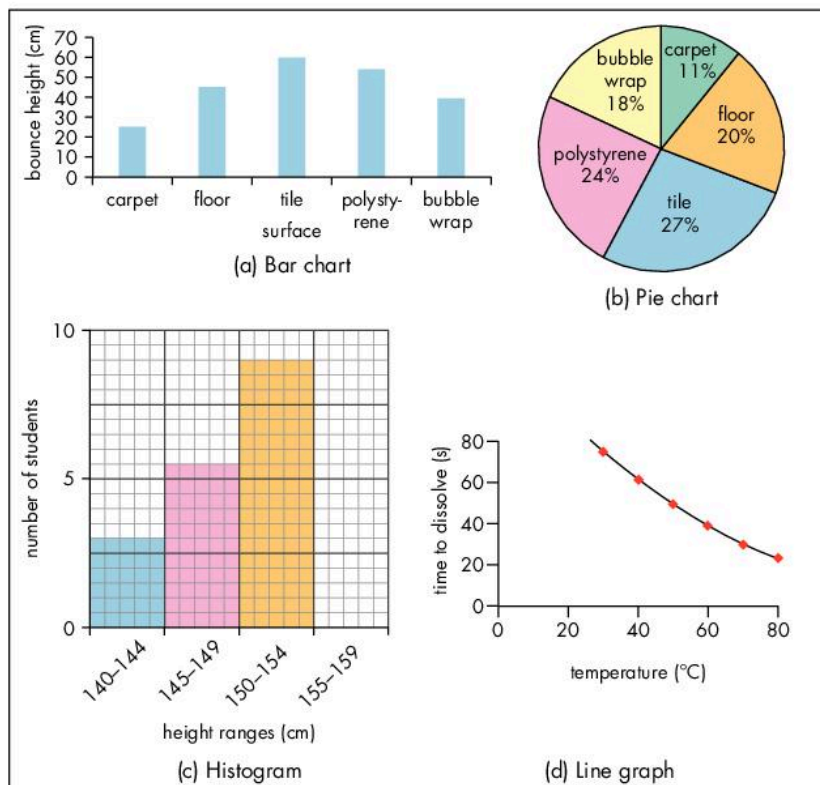 bounce height (cm)
70
60
50
40
30
20
10
0
carpet
floor
tile
polysty-
rene
bubble
wrap
surface
(a) Bar chart
bubble
wrap
18%
carpet
11%
floor
20%
polystyrene
24%
tile
27%
(b) Pie chart
number of students
10
5
0
140–144
145–149
150–154
155–159
height ranges (cm)
(c) Histogram
time to dissolve (s)
80
60
40
20
0
0
20
40
60
80
temperature (°C)
(d) Line graph